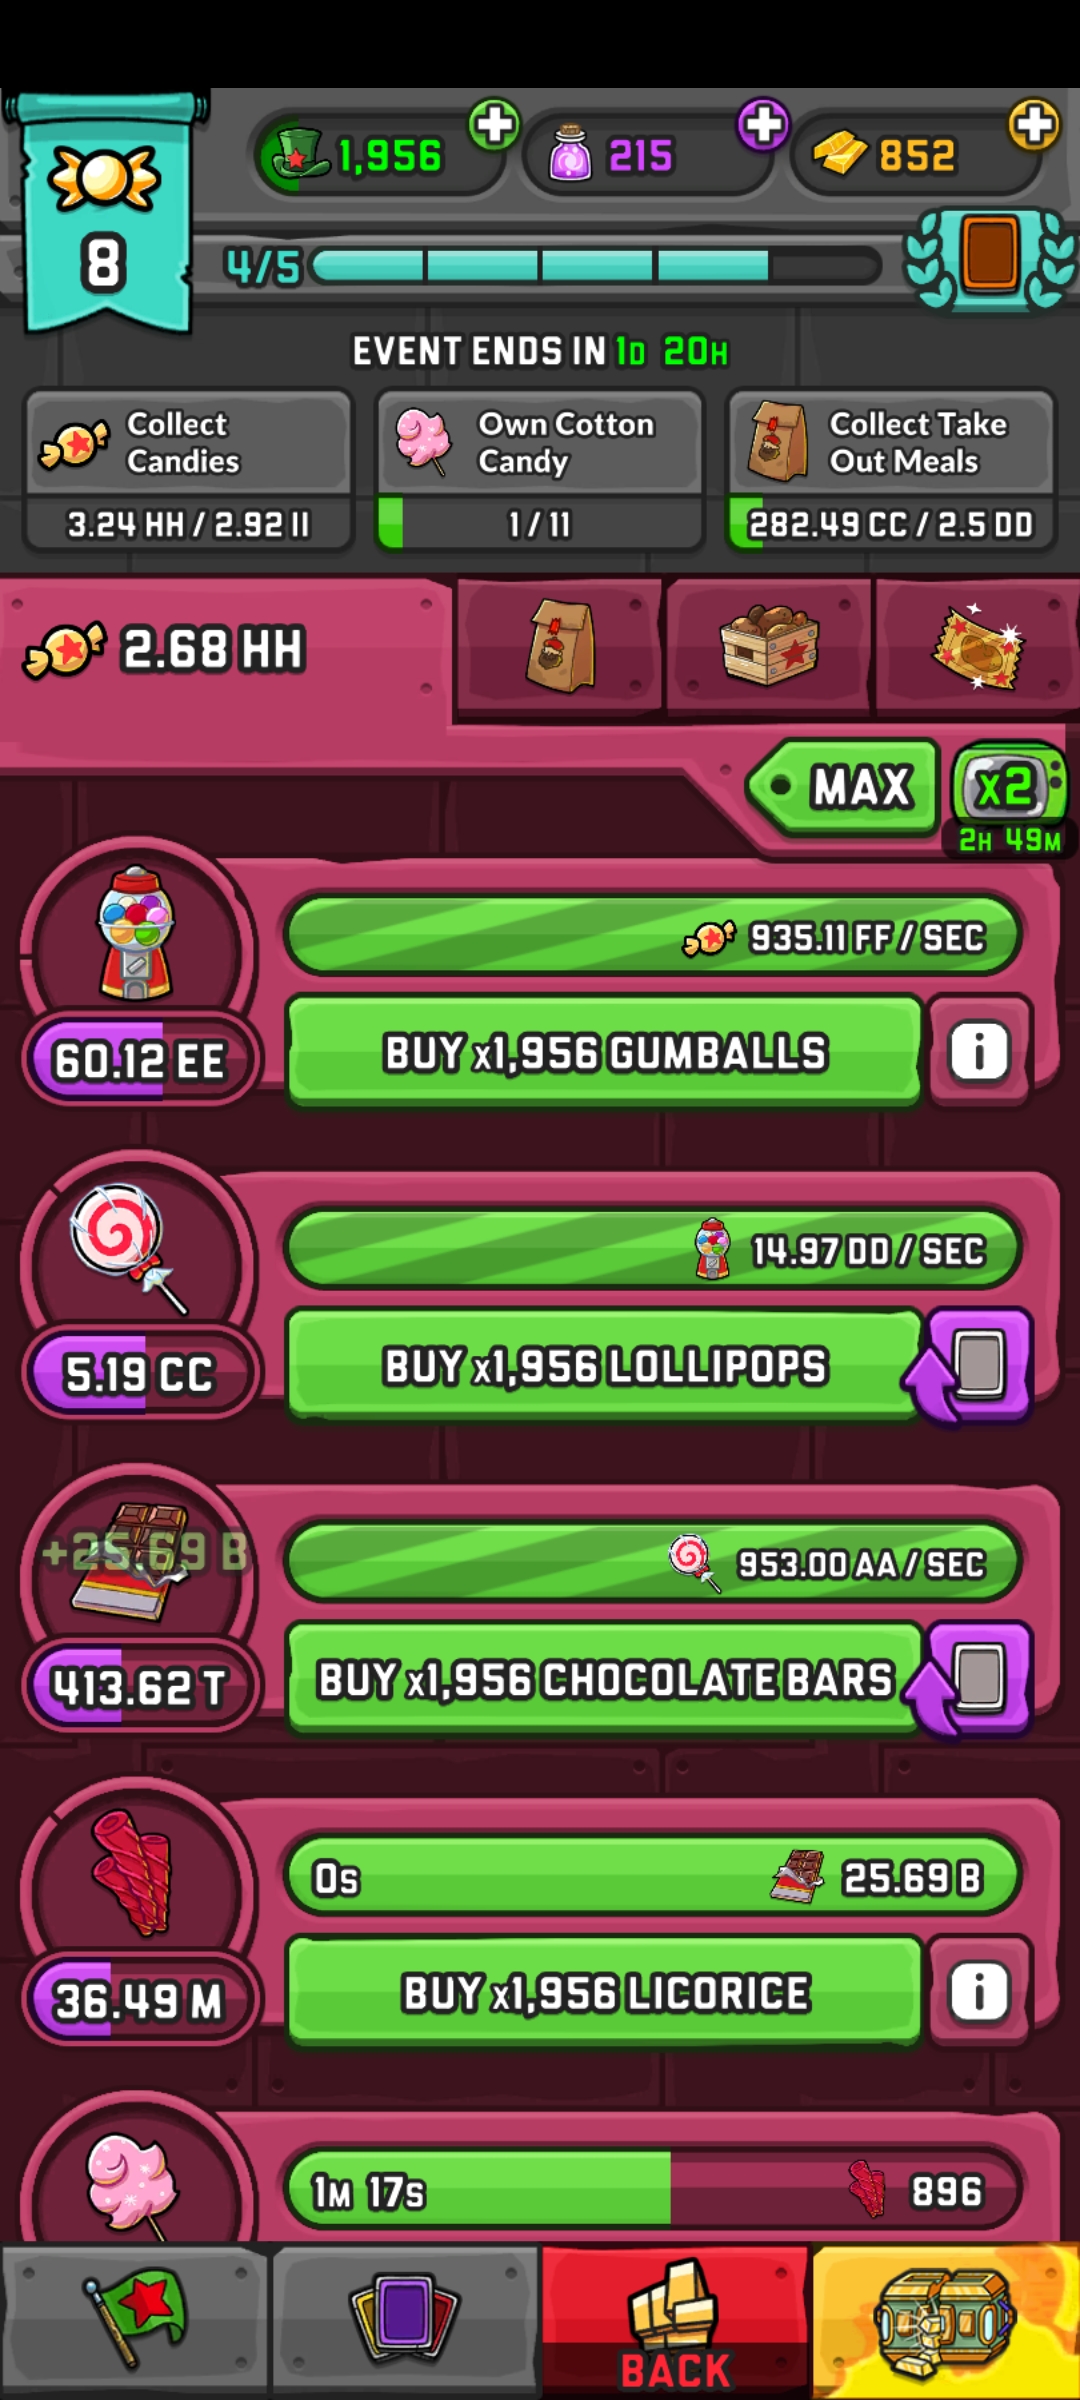 1,956
215
852
8
4/5
EVENT ENDS IN 1D 20H
Collect
Candies
3.24 HH / 2.92 II
Own Cotton
Candy
1 / 11
Collect Take
Out Meals
282.49 CC / 2.5 DD
2.68 HH
MAX
x2
2H 49M
935.11 FF / SEC
60.12 EE
BUY x1,956 GUMBALLS
i
14.97 DD / SEC
5.19 CC
BUY x1,956 LOLLIPOPS
+25.69 B
953.00 AA / SEC
413.62 T
BUY x1,956 CHOCOLATE BARS
0s
25.69 B
36.49 M
BUY x1,956 LICORICE
i
1M 17s
896
BACK